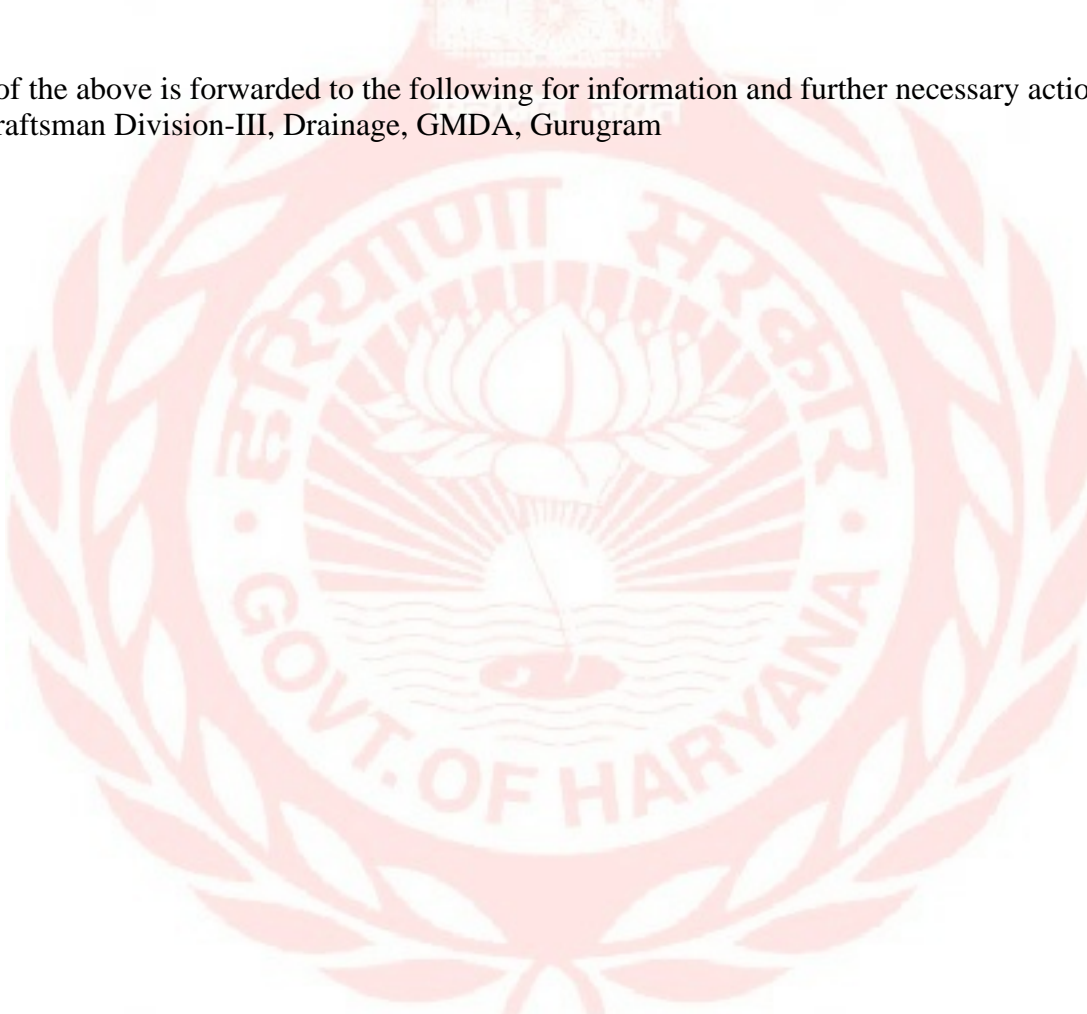 of the above is forwarded to the following for information and further necessary actio
raftsman Division-III, Drainage, GMDA, Gurugram
हरियाणा सरकार
GOVT. OF HARYANA